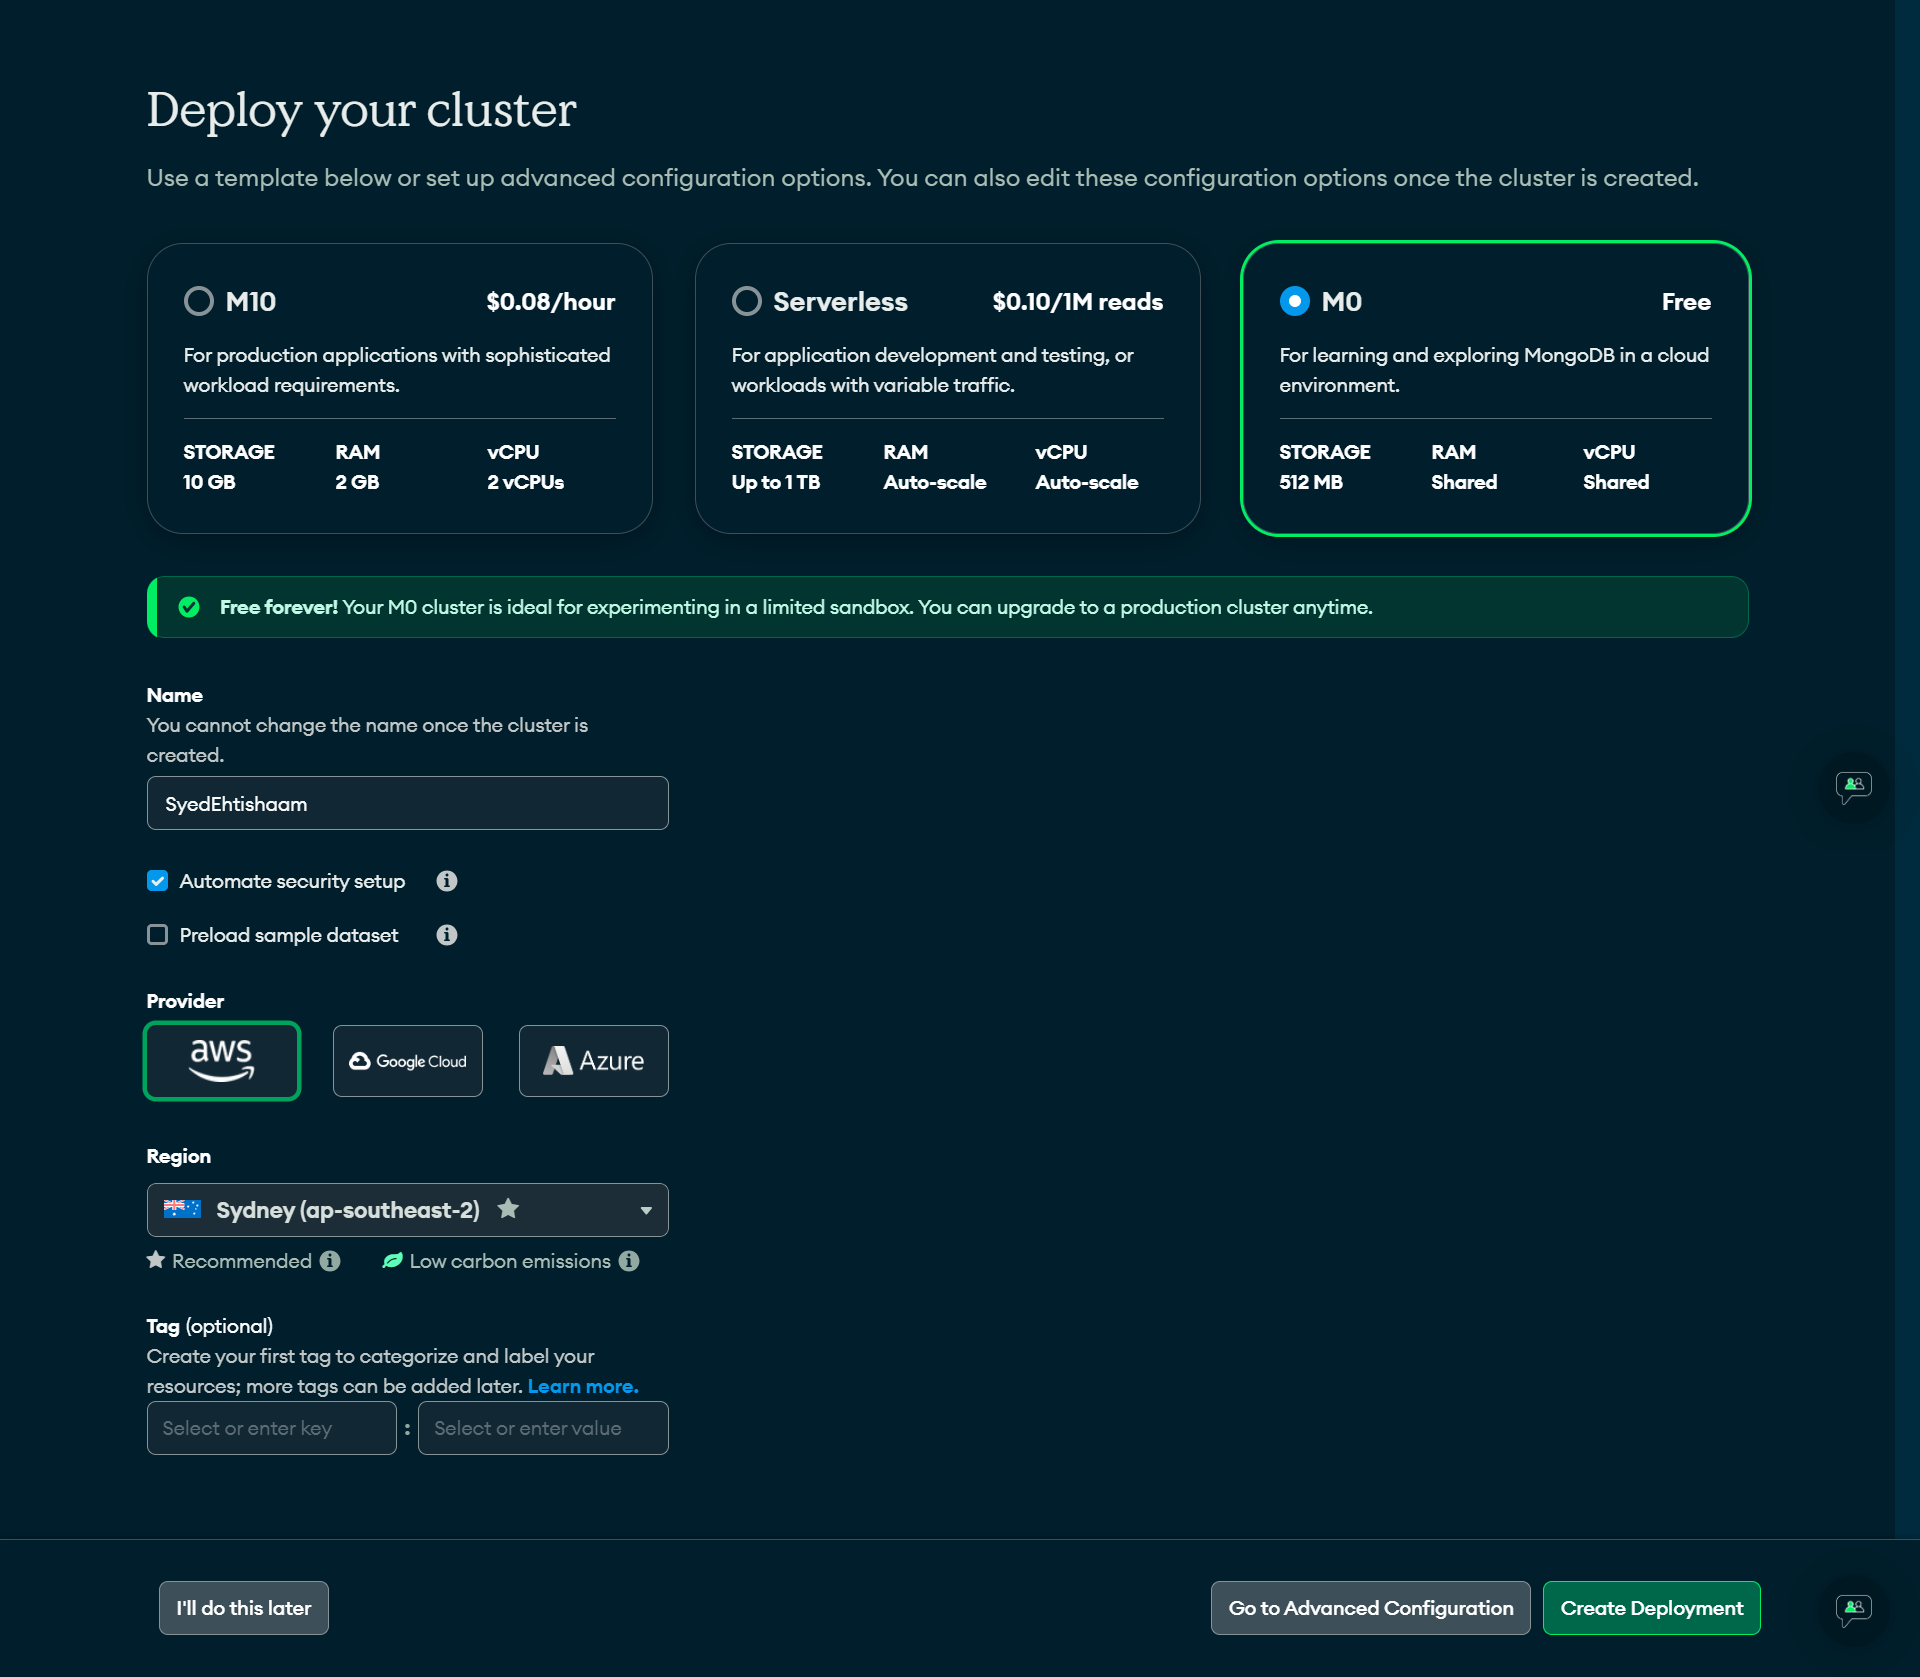 Deploy your cluster
Use a template below or set up advanced configuration options. You can also edit these configuration options once the cluster is created.
M10 $0.08/hour
For production applications with sophisticated
workload requirements.
STORAGE RAM vCPU
10 GB 2 GB 2 vCPUs
Serverless $0.10/1M reads
For application development and testing, or
workloads with variable traffic.
STORAGE RAM vCPU
Up to 1 TB Auto-scale Auto-scale
M0 Free
For learning and exploring MongoDB in a cloud
environment.
STORAGE RAM vCPU
512 MB Shared Shared
Free forever! Your M0 cluster is ideal for experimenting in a limited sandbox. You can upgrade to a production cluster anytime.
Name
You cannot change the name once the cluster is
created.
SyedEhtishaam
Automate security setup
Preload sample dataset
Provider
aws Google Cloud Azure
Region
Sydney (ap-southeast-2)
Recommended Low carbon emissions
Tag (optional)
Create your first tag to categorize and label your
resources; more tags can be added later. Learn more.
Select or enter key : Select or enter value
I'll do this later Go to Advanced Configuration Create Deployment